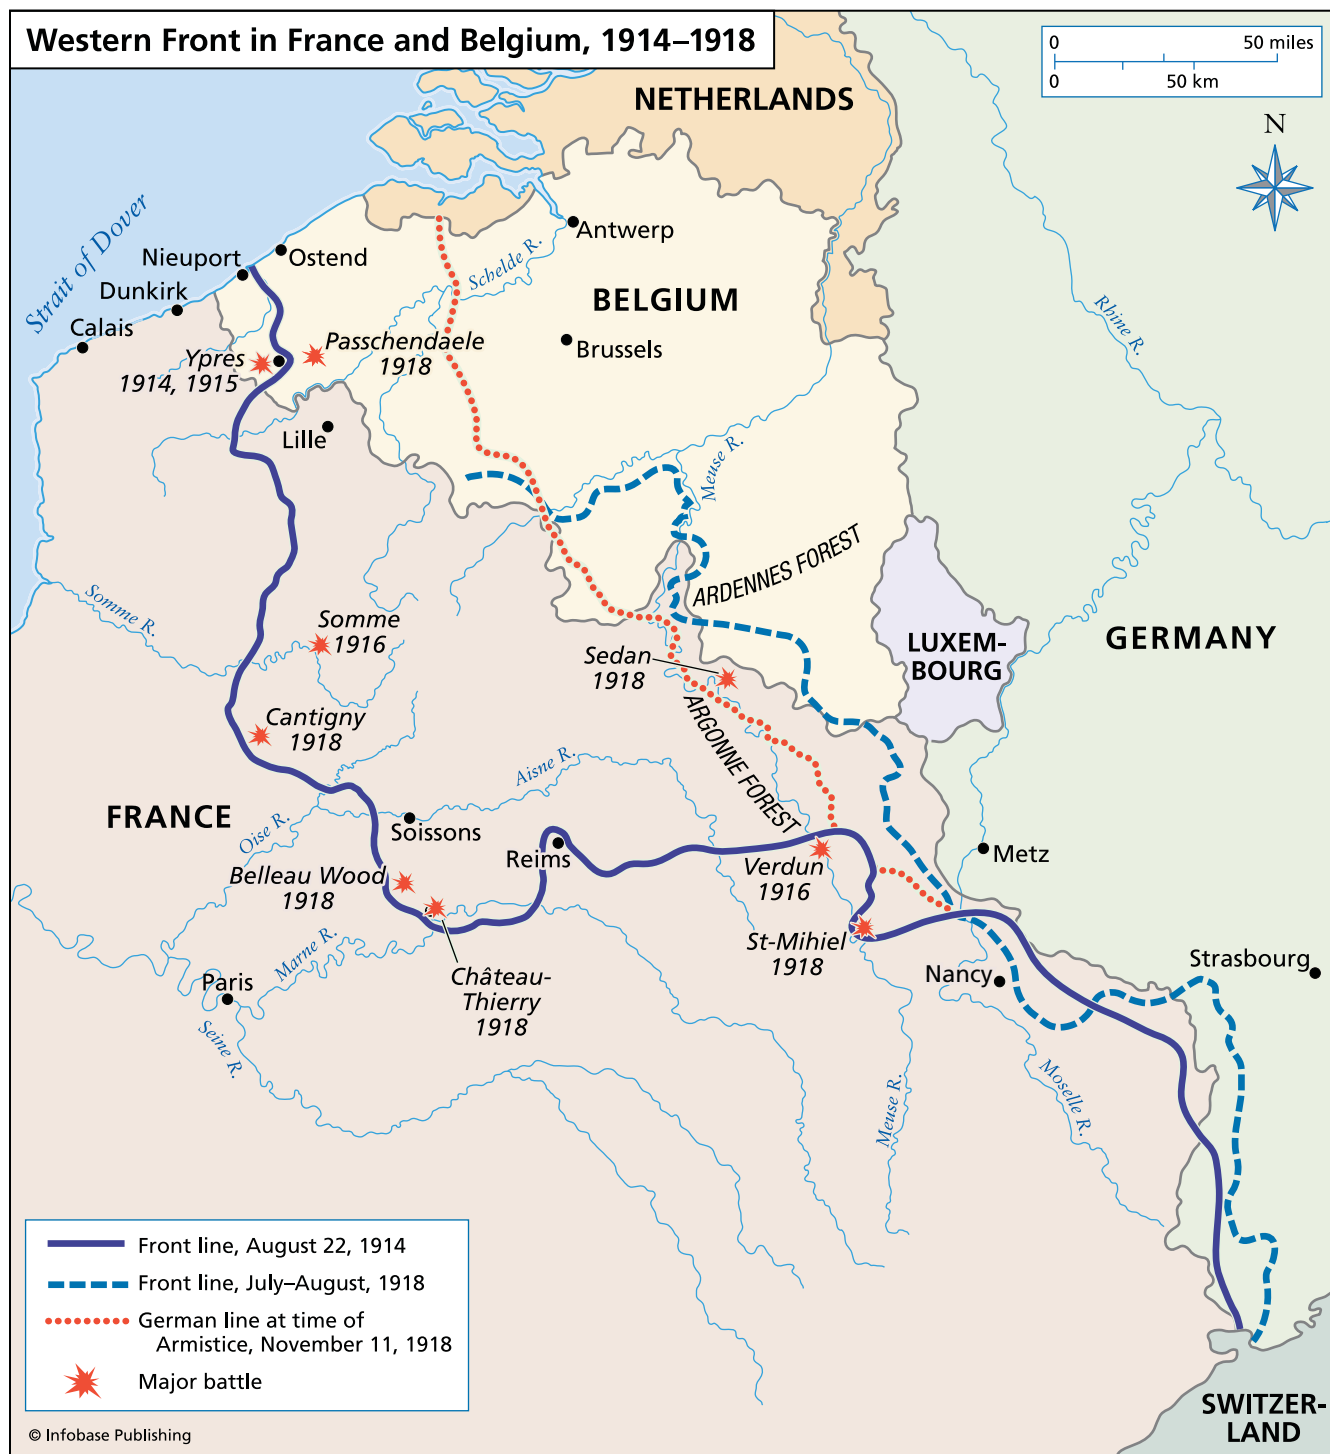 Western Front in France and Belgium, 1914–1918
0 50 miles
0 50 km
N
NETHERLANDS
Strait of Dover
Antwerp
Nieuport
Ostend
Schelde R.
Dunkirk
BELGIUM
Calais
Rhine R.
Passchendaele
1918
Ypres
1914, 1915
Brussels
Lille
Meuse R.
ARDENNES FOREST
Somme R.
Somme
1916
LUXEM-
BOURG
GERMANY
Sedan
1918
Cantigny
1918
ARGONNE FOREST
Aisne R.
FRANCE
Oise R.
Soissons
Reims
Metz
Verdun
1916
Belleau Wood
1918
Marne R.
St-Mihiel
1918
Strasbourg
Nancy
Paris
Château-
Thierry
1918
Seine R.
Meuse R.
Moselle R.
Front line, August 22, 1914
Front line, July–August, 1918
German line at time of
Armistice, November 11, 1918
Major battle
SWITZER-
LAND
© Infobase Publishing